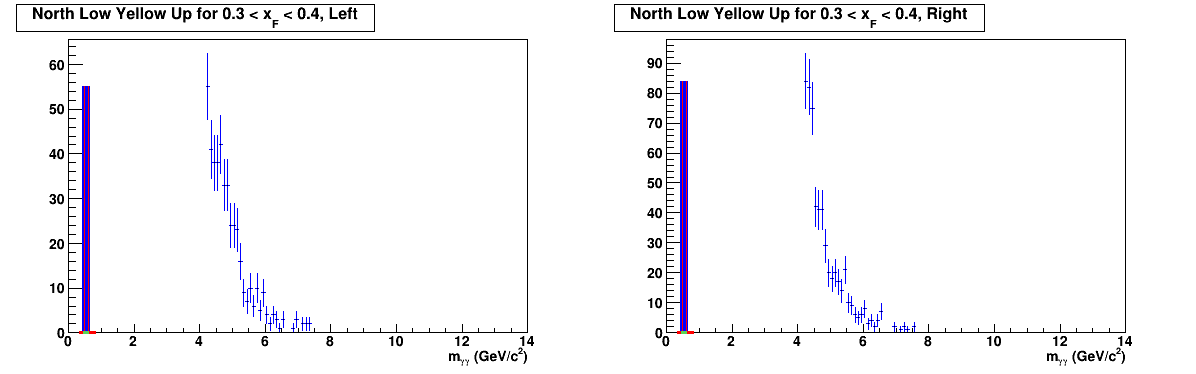 North Low Yellow Up for 0.3 < x_F < 0.4, Left
60
50
40
30
20
10
0
0 2 4 6 8 10 12 14
m_γγ (GeV/c²)
North Low Yellow Up for 0.3 < x_F < 0.4, Right
90
80
70
60
50
40
30
20
10
0
0 2 4 6 8 10 12 14
m_γγ (GeV/c²)